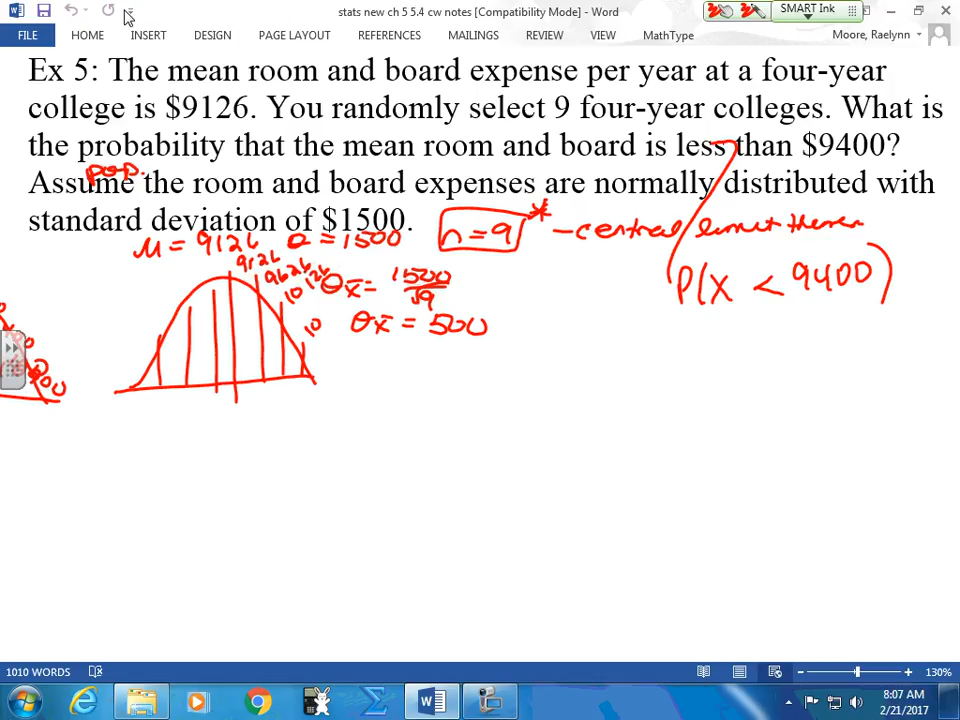 stats new ch 5 5.4 cw notes [Compatibility Mode] - Word
SMART Ink
FILE HOME INSERT DESIGN PAGE LAYOUT REFERENCES MAILINGS REVIEW VIEW MathType Moore, Raelynn
Ex 5: The mean room and board expense per year at a four-year
college is $9126. You randomly select 9 four-year colleges. What is
the probability that the mean room and board is less than $9400?
pop.
Assume the room and board expenses are normally distributed with
standard deviation of $1500.
n = 9 * - central limit theorem
μ = 9126 σ = 1500
9126
9626
10126
10
σx̄ = 1500/√9
σx̄ = 500
P(X < 9400)
1010 WORDS
130%
8:07 AM
2/21/2017